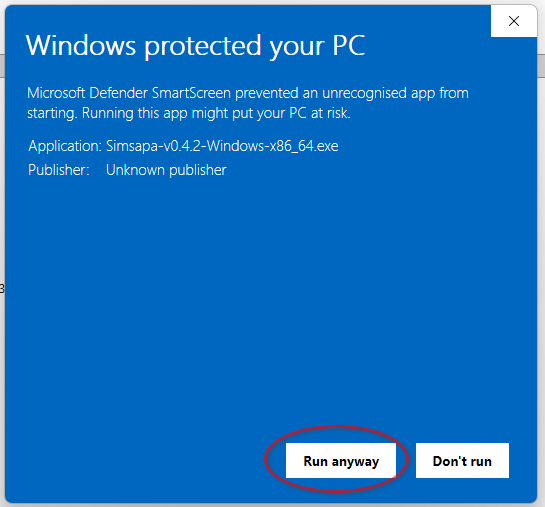 Windows protected your PC
Microsoft Defender SmartScreen prevented an unrecognised app from
starting. Running this app might put your PC at risk.
Application: Simsapa-v0.4.2-Windows-x86_64.exe
Publisher: Unknown publisher
3
Run anyway Don't run